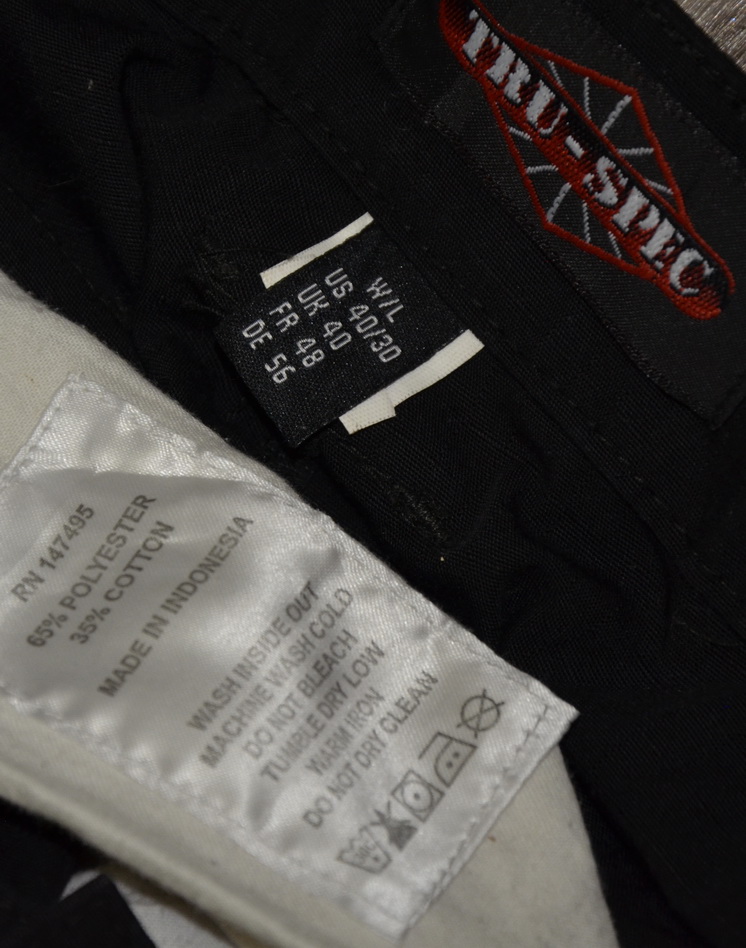 TRU-SPEC
W/L
US 40/30
UK 40
FR 48
DE 56
RN 147495
65% POLYESTER
35% COTTON
MADE IN INDONESIA
WASH INSIDE OUT
MACHINE WASH COLD
DO NOT BLEACH
TUMBLE DRY LOW
WARM IRON
DO NOT DRY CLEAN